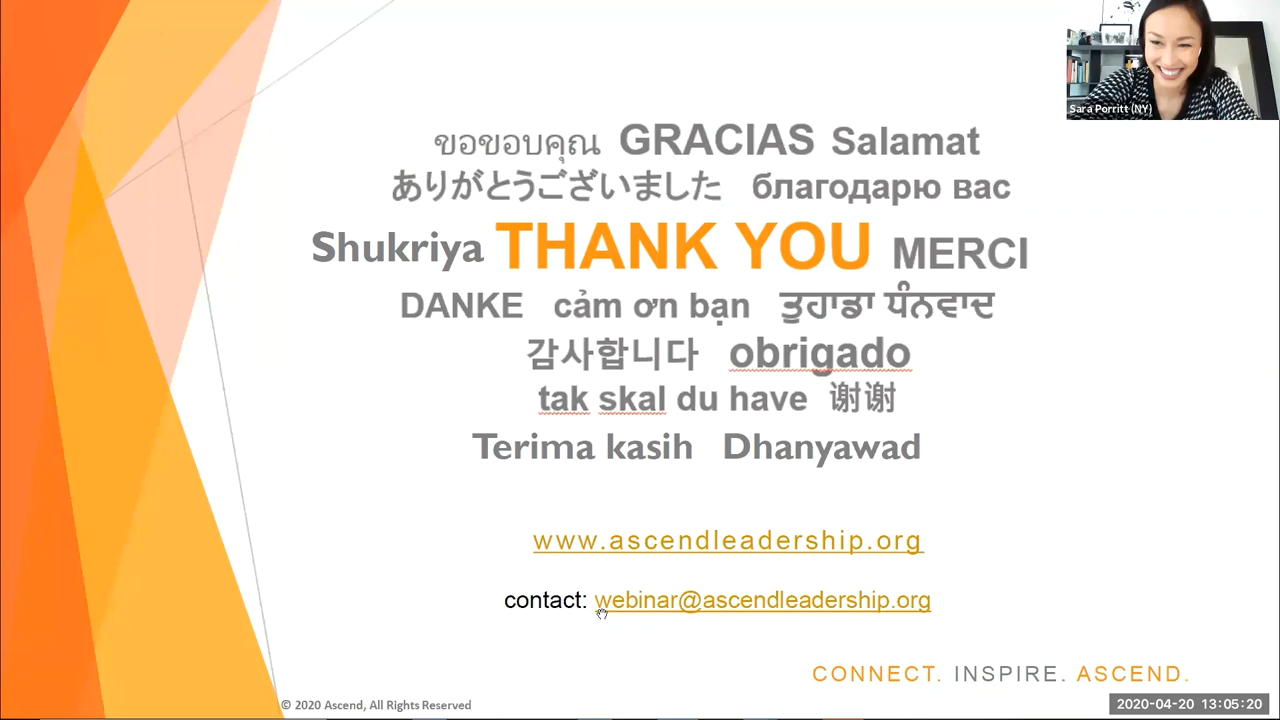 Sara Porritt (NY)
ขอขอบคุณ GRACIAS Salamat
ありがとうございました благодарю вас
Shukriya THANK YOU MERCI
DANKE cảm ơn bạn ਤੁਹਾਡਾ ਧੰਨਵਾਦ
감사합니다 obrigado
tak skal du have 谢谢
Terima kasih Dhanyawad
www.ascendleadership.org
contact: webinar@ascendleadership.org
CONNECT. INSPIRE. ASCEND.
© 2020 Ascend, All Rights Reserved
2020-04-20 13:05:20